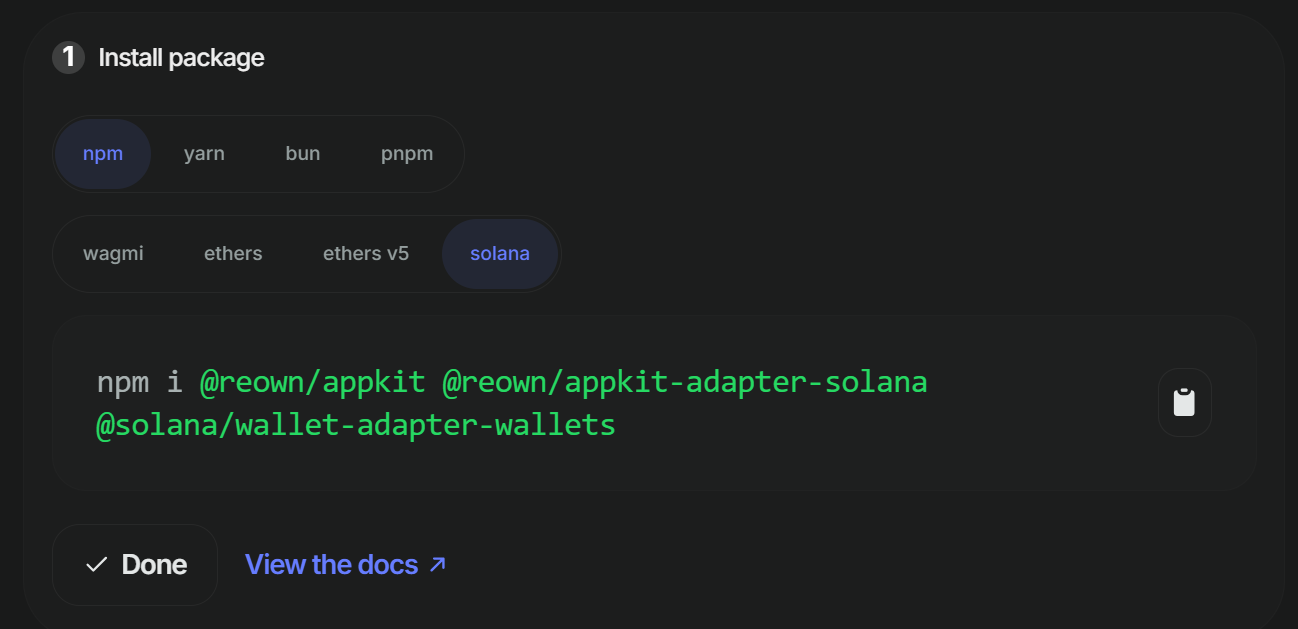 1 Install package
npm yarn bun pnpm
wagmi ethers ethers v5 solana
npm i @reown/appkit @reown/appkit-adapter-solana
@solana/wallet-adapter-wallets
Done View the docs